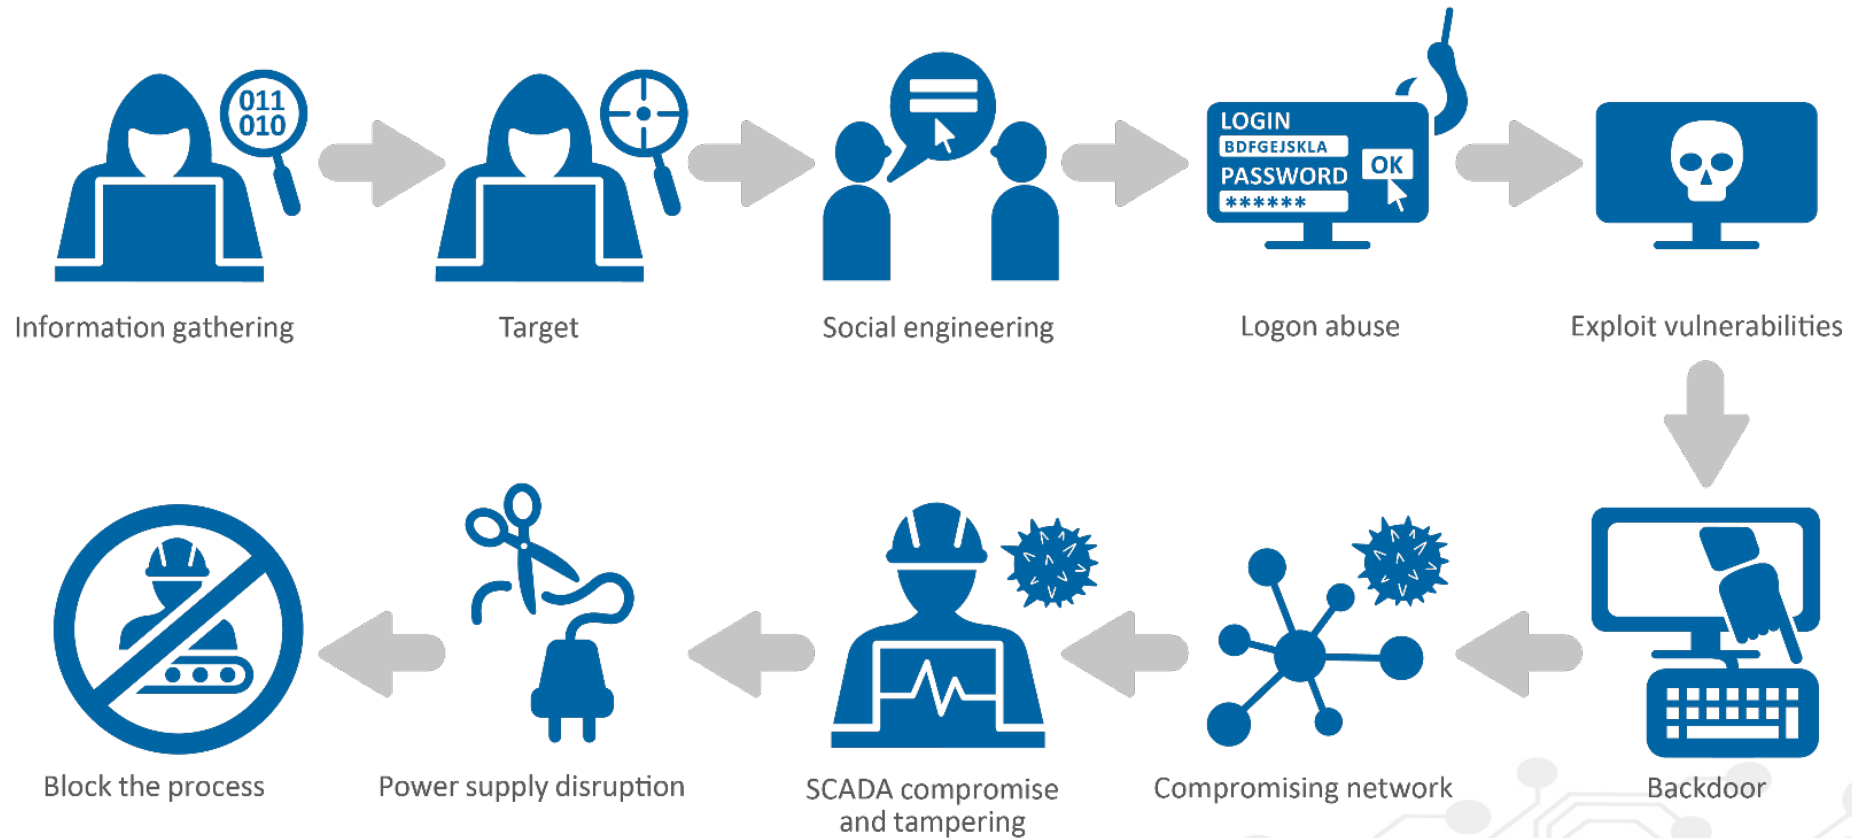 011
010
LOGIN
BDFGEJSKLA
PASSWORD
OK
******
Information gathering
Target
Social engineering
Logon abuse
Exploit vulnerabilities
Block the process
Power supply disruption
SCADA compromise
and tampering
Compromising network
Backdoor